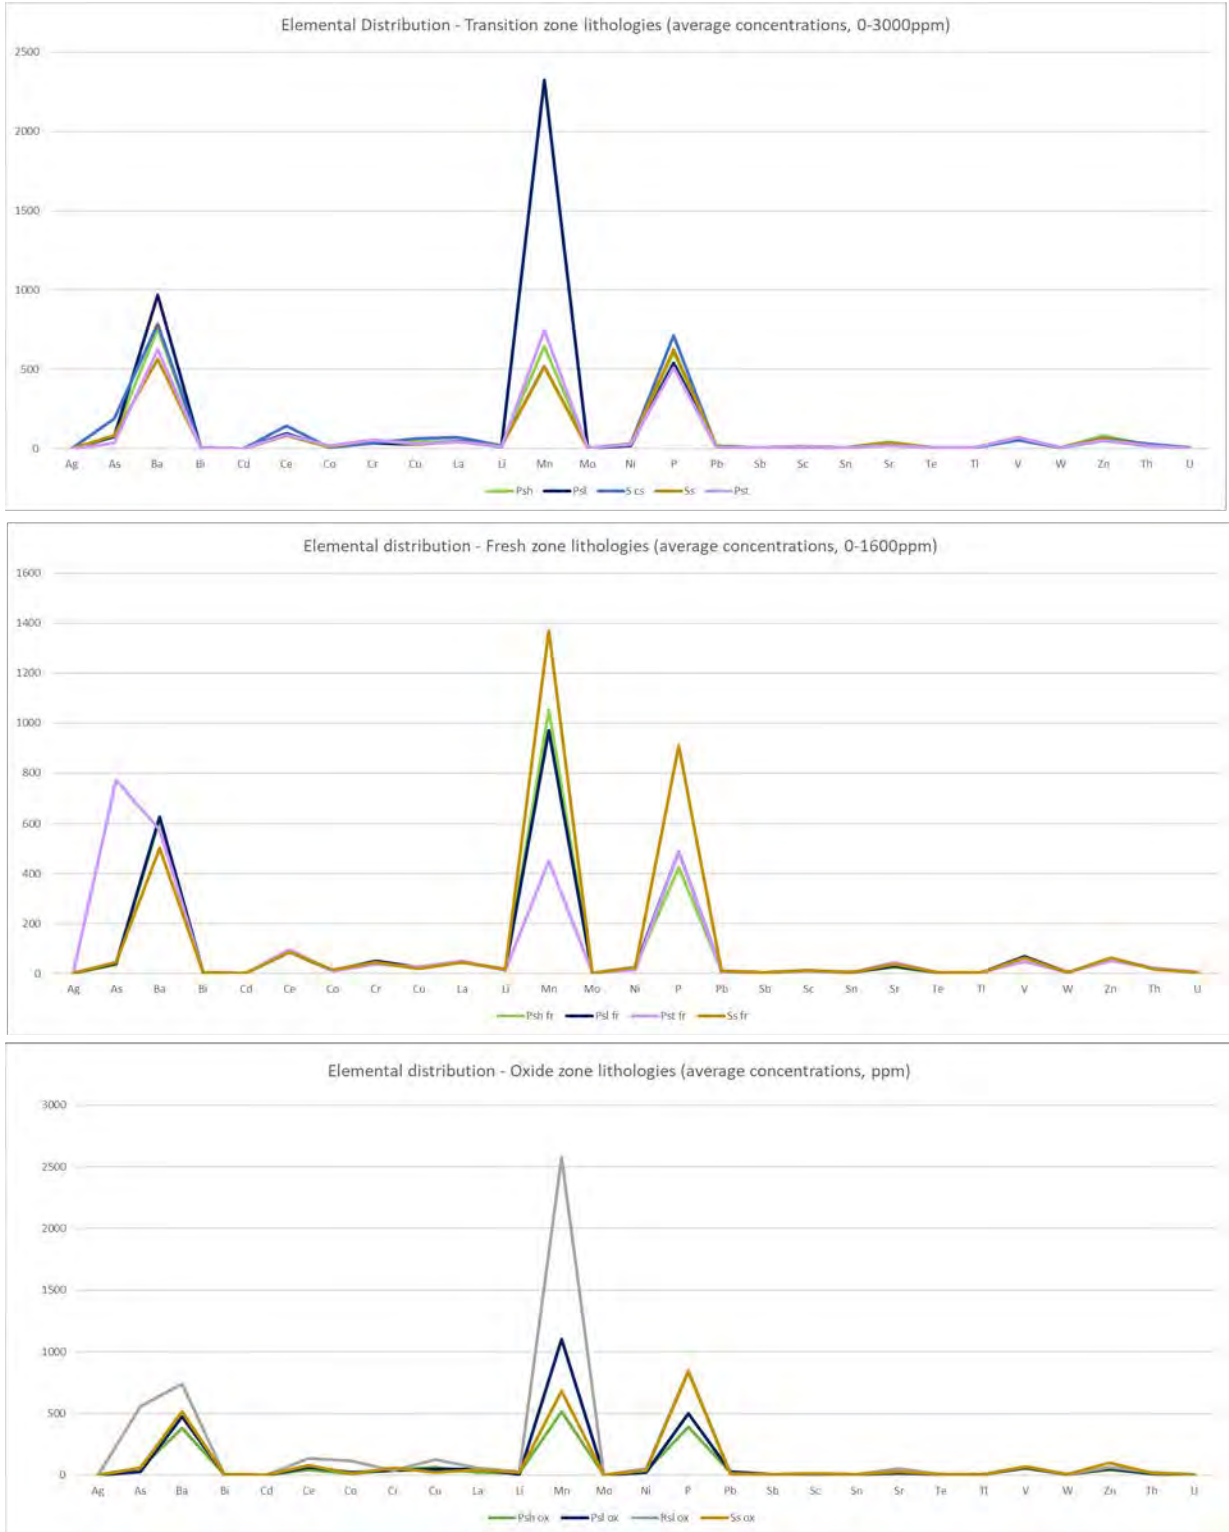 Elemental Distribution - Transition zone lithologies (average concentrations, 0-3000ppm)
2500
2000
1500
1000
500
0
Ag As Ba Bi Cd Ce Co Cr Cu La Li Mn Mo Ni P Pb Sb Sc Sn Sr Te Tl V W Zn Th U
Psh Psl S cs Ss Pst
Elemental distribution - Fresh zone lithologies (average concentrations, 0-1600ppm)
1600
1400
1200
1000
800
600
400
200
0
Ag As Ba Bi Cd Ce Co Cr Cu La Li Mn Mo Ni P Pb Sb Sc Sn Sr Te Tl V W Zn Th U
Psh fr Psl fr Pst fr Ss fr
Elemental distribution - Oxide zone lithologies (average concentrations, ppm)
3000
2500
2000
1500
1000
500
0
Ag As Ba Bi Cd Ce Co Cr Cu La Li Mn Mo Ni P Pb Sb Sc Sn Sr Te Tl V W Zn Th U
Psh ox Psl ox Rsl ox Ss ox